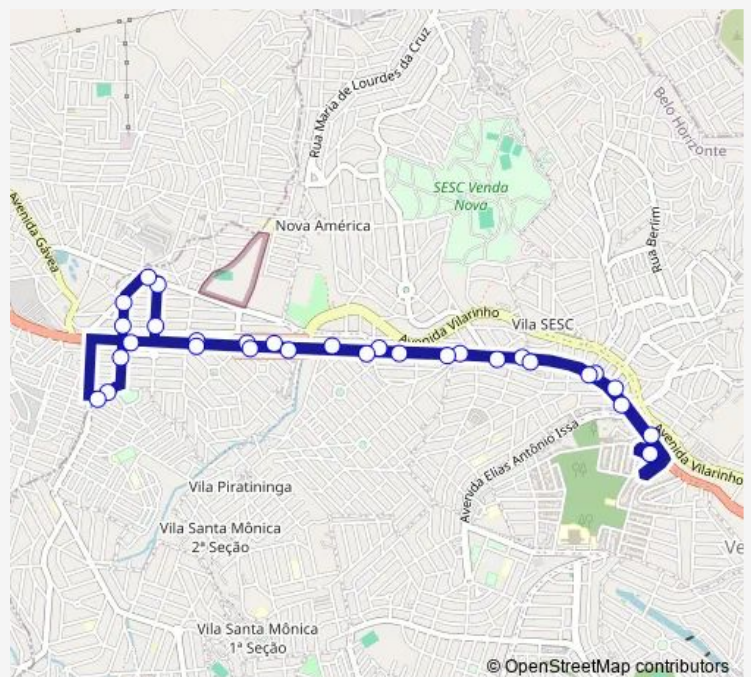 Rua Maria de Lourdes da Cruz
Belo Horizonte
SESC Venda
Nova
Avenida Gávea
Nova América
Rua Berlim
Avenida Vilarinho
Vila SESC
Avenida Elias Antônio Issa
Avenida Vilarinho
Vila Piratininga
Vila Santa Mônica
2ª Seção
Ve
Vila Santa Mônica
1ª Seção
© OpenStreetMap contributors